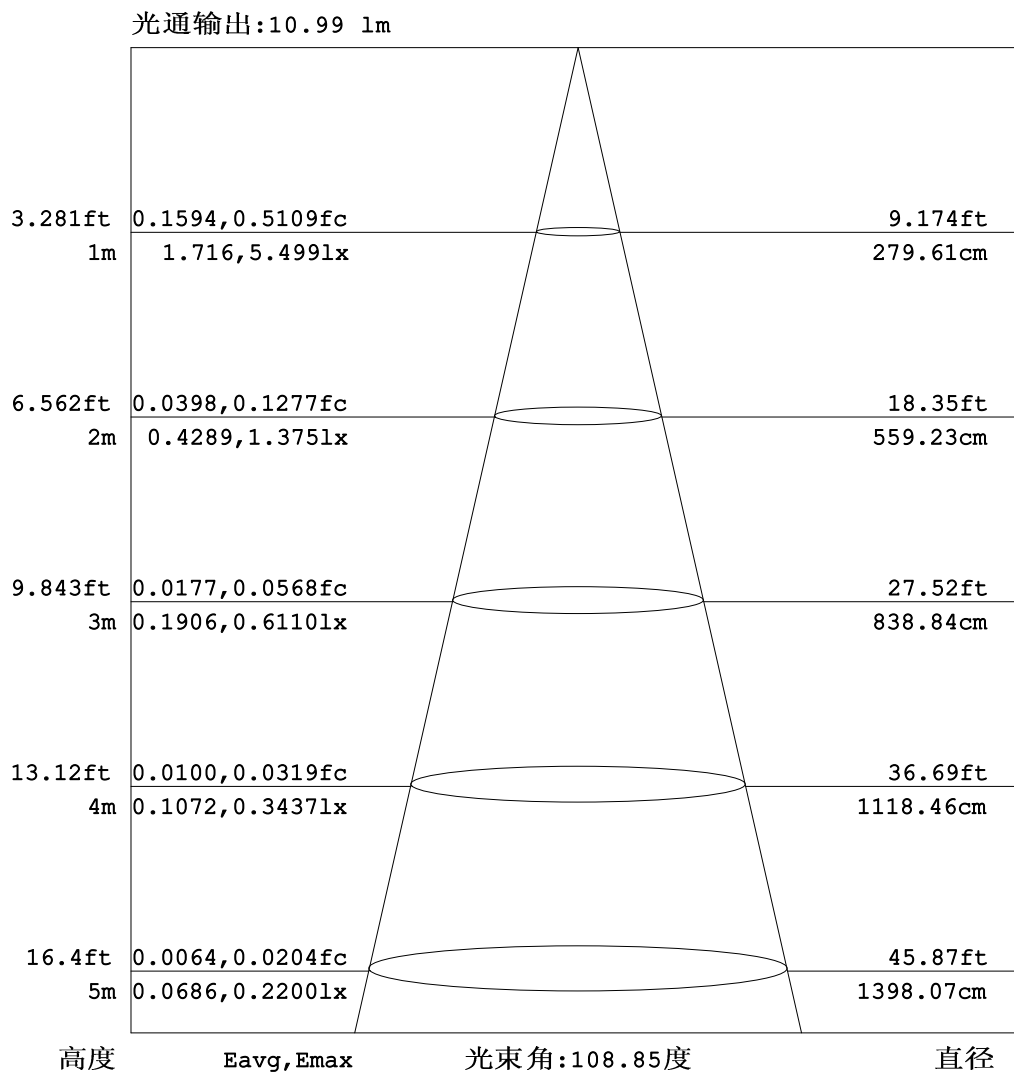 光通输出:10.99 lm
3.281ft 0.1594,0.5109fc 9.174ft
1m 1.716,5.499lx 279.61cm
6.562ft 0.0398,0.1277fc 18.35ft
2m 0.4289,1.375lx 559.23cm
9.843ft 0.0177,0.0568fc 27.52ft
3m 0.1906,0.6110lx 838.84cm
13.12ft 0.0100,0.0319fc 36.69ft
4m 0.1072,0.3437lx 1118.46cm
16.4ft 0.0064,0.0204fc 45.87ft
5m 0.0686,0.2200lx 1398.07cm
高度 Eavg,Emax 光束角:108.85度 直径